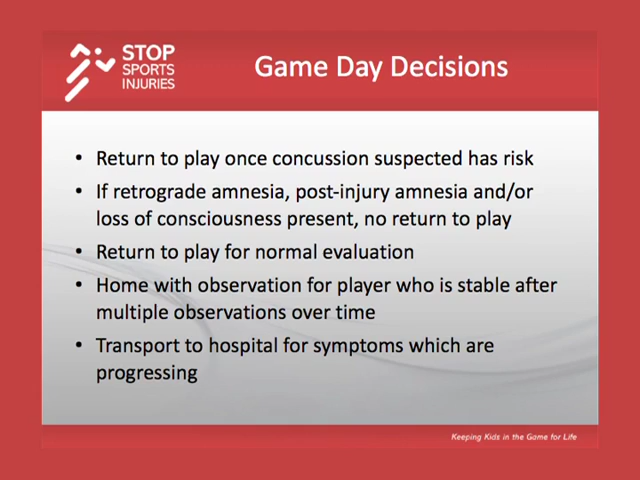 STOP
SPORTS
INJURIES
Game Day Decisions
• Return to play once concussion suspected has risk
• If retrograde amnesia, post-injury amnesia and/or
loss of consciousness present, no return to play
• Return to play for normal evaluation
• Home with observation for player who is stable after
multiple observations over time
• Transport to hospital for symptoms which are
progressing
Keeping Kids in the Game for Life